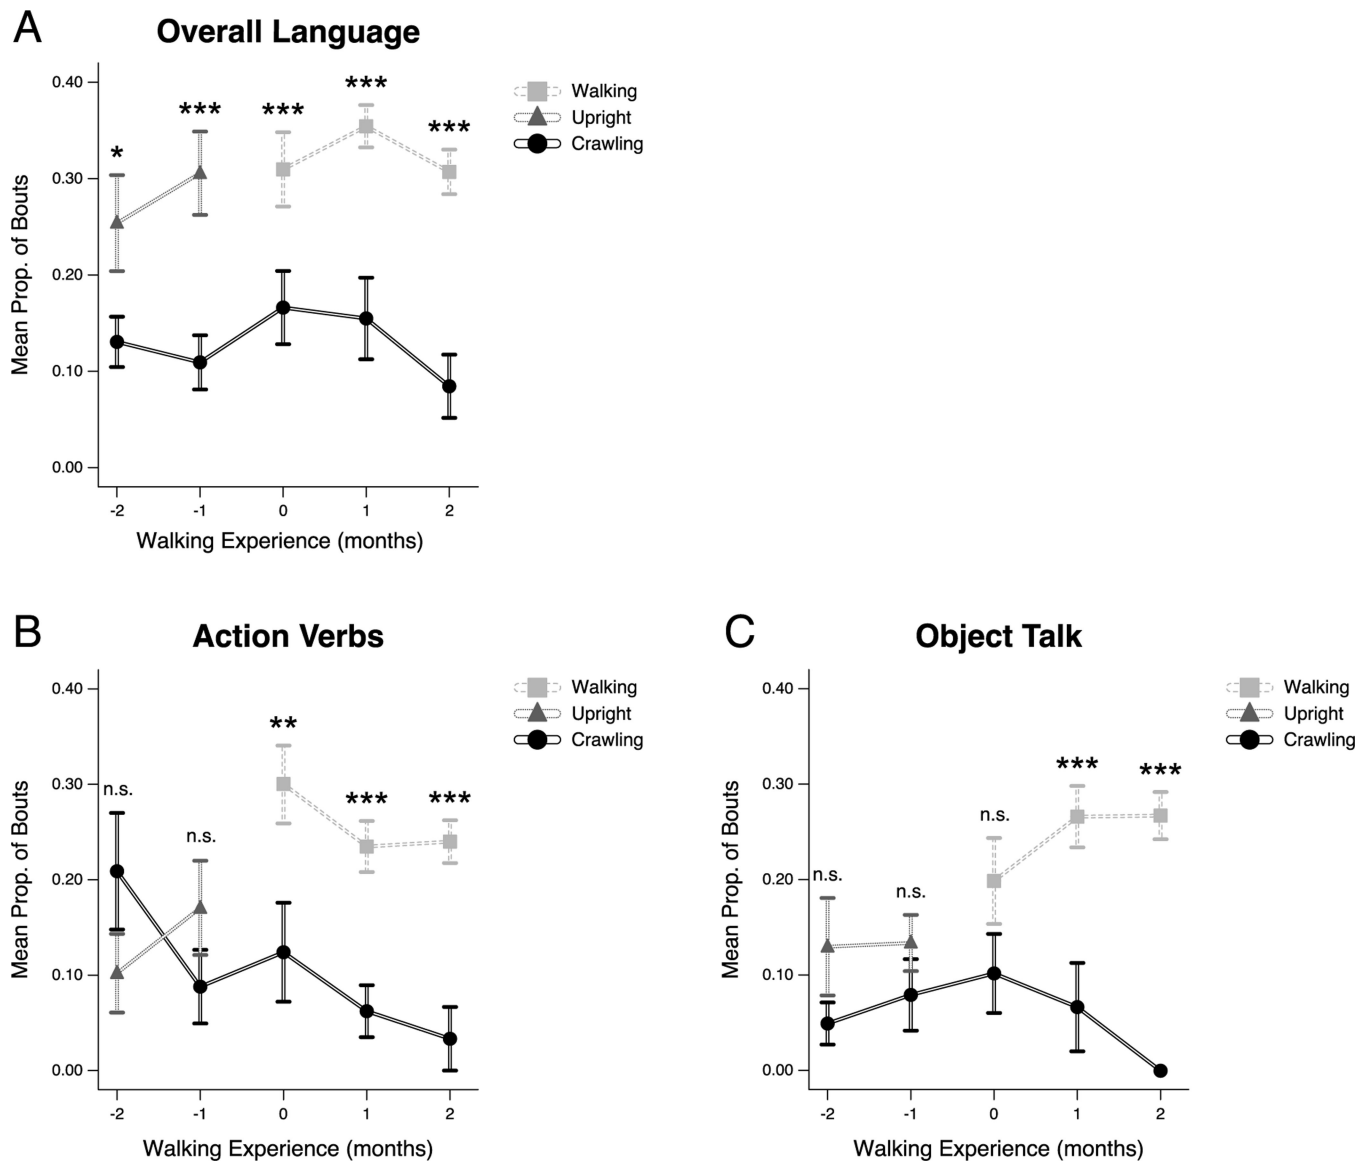 A
Overall Language
***
0.40
***
***
***
*
0.30
0.20
0.10
0.00
Mean Prop. of Bouts
-2 -1 0 1 2
Walking Experience (months)
Walking
Upright
Crawling
B
Action Verbs
0.40
**
n.s.
0.30
***
***
n.s.
0.20
0.10
0.00
Mean Prop. of Bouts
-2 -1 0 1 2
Walking Experience (months)
Walking
Upright
Crawling
C
Object Talk
0.40
***
***
0.30
n.s.
n.s.
n.s.
0.20
0.10
0.00
Mean Prop. of Bouts
-2 -1 0 1 2
Walking Experience (months)
Walking
Upright
Crawling